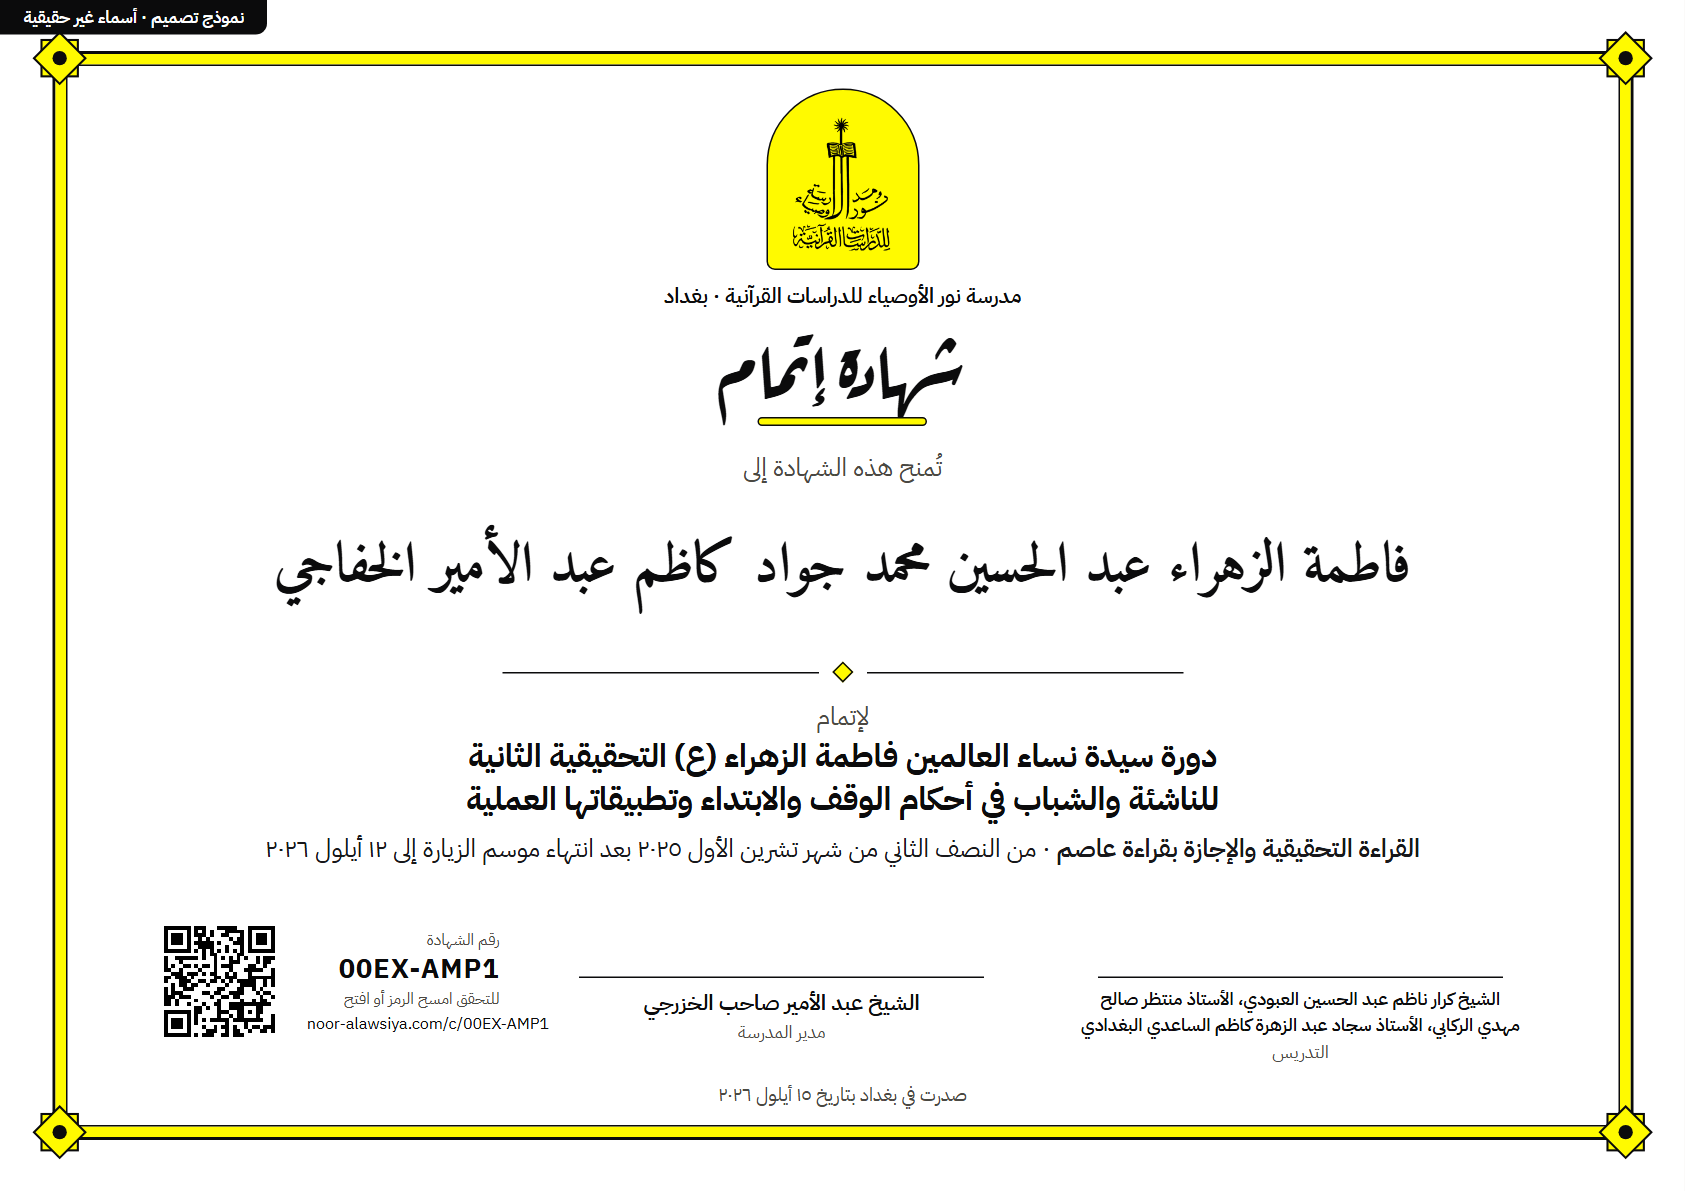 نموذج تصميم · أسماء غير حقيقية
نور الأوصياء
للدراسات القرآنية
مدرسة نور الأوصياء للدراسات القرآنية · بغداد
شهادة إتمام
تُمنح هذه الشهادة إلى
فاطمة الزهراء عبد الحسين محمد جواد كاظم عبد الأمير الخفاجي
لإتمام
دورة سيدة نساء العالمين فاطمة الزهراء (ع) التحقيقية الثانية
للناشئة والشباب في أحكام الوقف والابتداء وتطبيقاتها العملية
القراءة التحقيقية والإجازة بقراءة عاصم · من النصف الثاني من شهر تشرين الأول ٢٠٢٥ بعد انتهاء موسم الزيارة إلى ١٢ أيلول ٢٠٢٦
الشيخ كرار ناظم عبد الحسين العبودي، الأستاذ منتظر صالح
مهدي الركابي، الأستاذ سجاد عبد الزهرة كاظم الساعدي البغدادي
التدريس
الشيخ عبد الأمير صاحب الخزرجي
مدير المدرسة
رقم الشهادة
00EX-AMP1
للتحقق امسح الرمز أو افتح
noor-alawsiya.com/c/00EX-AMP1
صدرت في بغداد بتاريخ ١٥ أيلول ٢٠٢٦